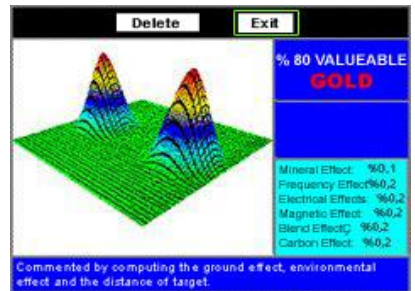 Delete Exit
% 80 VALUEABLE
GOLD
Mineral Effect: %0,1
Frequency Effect%0,2
Electrical Effects: %0,2
Magnetic Effect: %0,2
Blend EffectÇ %0,2
Carbon Effect: %0,2
Commented by computing the ground effect, environmental
effect and the distance of target.